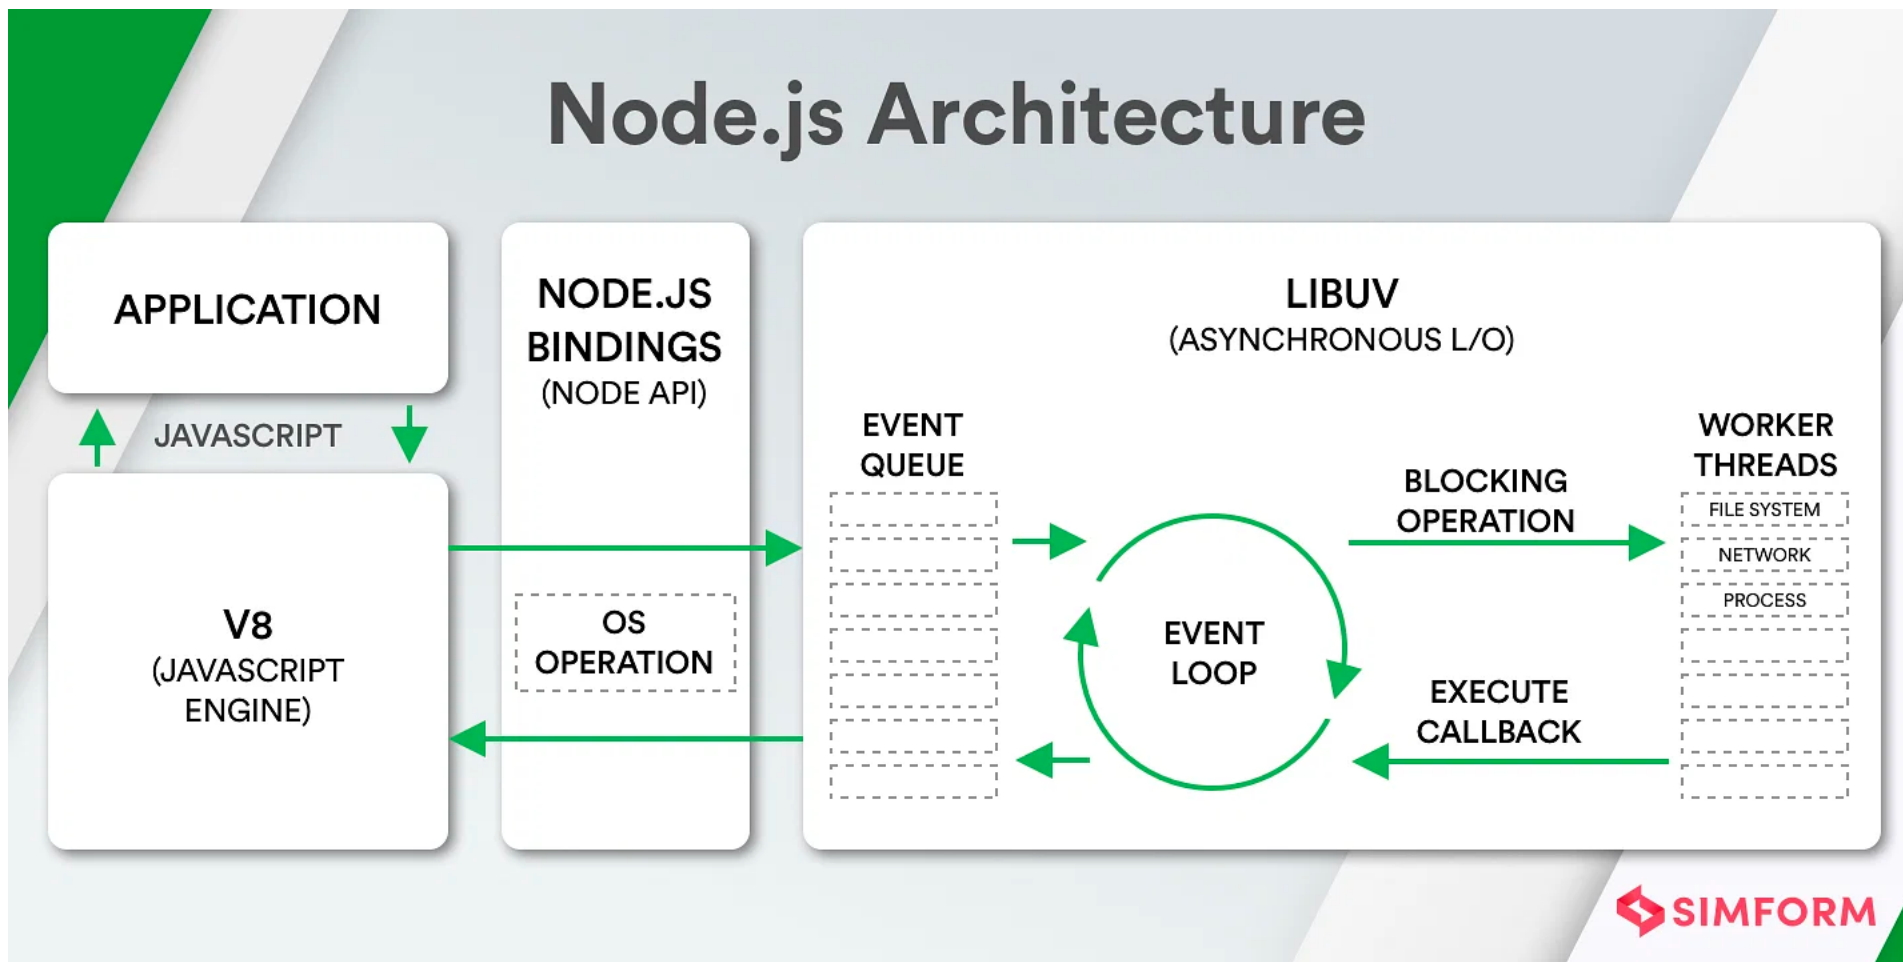 Node.js Architecture
APPLICATION
JAVASCRIPT
V8
(JAVASCRIPT
ENGINE)
NODE.JS
BINDINGS
(NODE API)
OS
OPERATION
LIBUV
(ASYNCHRONOUS L/O)
EVENT
QUEUE
EVENT
LOOP
BLOCKING
OPERATION
EXECUTE
CALLBACK
WORKER
THREADS
FILE SYSTEM
NETWORK
PROCESS
SIMFORM